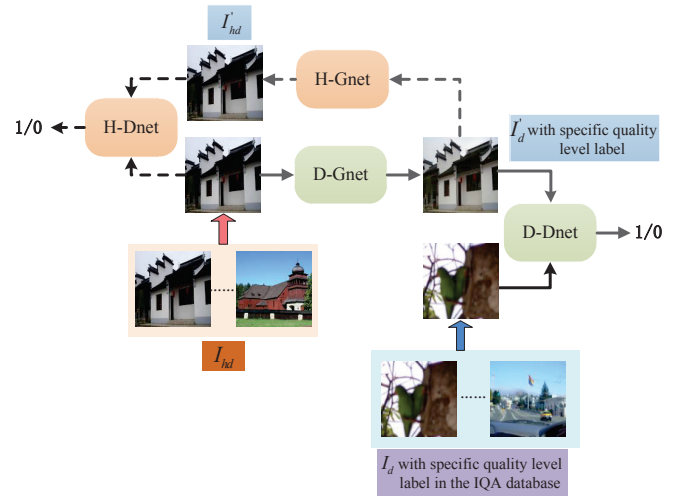 I'hd
H-Gnet
1/0
H-Dnet
I'd with specific quality
level label
D-Gnet
D-Dnet
1/0
......
Ihd
......
Id with specific quality level
label in the IQA database